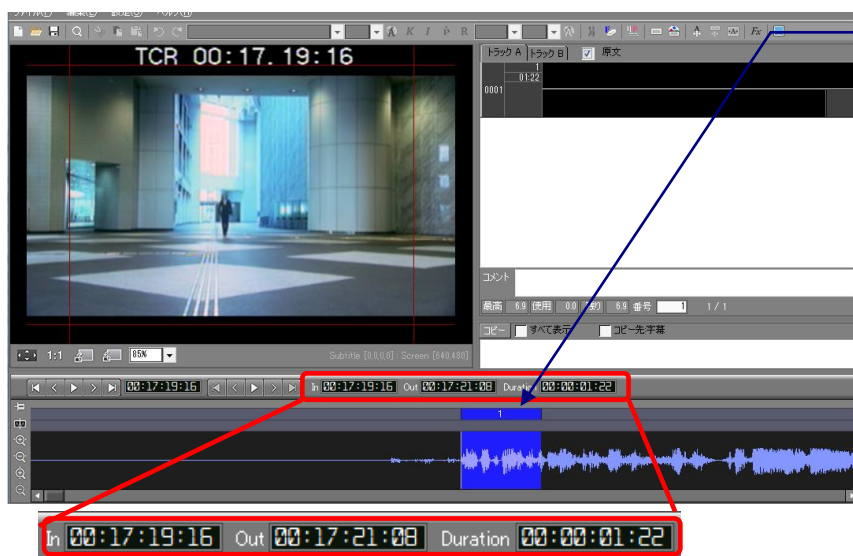 K I P R
Fx
TCR 00:17.19:16
トラック A トラック B 原文
1
01:22
0001
コメント
最高 6.9 使用 0.0 6.9 番号 1 1 / 1
コピー すべて表示 コピー先字幕
1:1 85% Subtitle [0,0,0,0] : Screen [640,480]
00:17:19:16 In 00:17:19:16 Out 00:17:21:08 Duration 00:00:01:22
1
In 00:17:19:16 Out 00:17:21:08 Duration 00:00:01:22